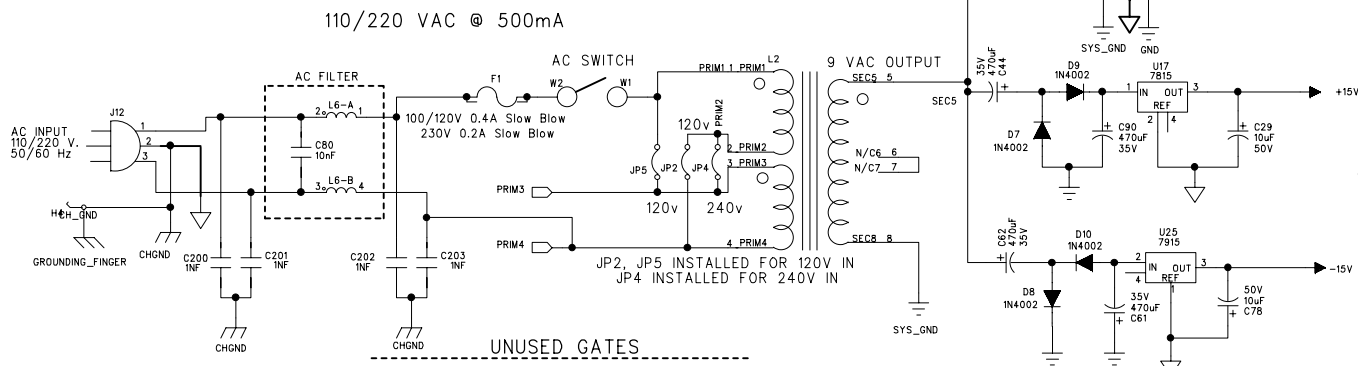 110/220 VAC @ 500mA
AC FILTER
AC SWITCH
9 VAC OUTPUT
J12
AC INPUT
110/220 V.
50/60 Hz
1
2
3
L6-A
2
1
C80
10nF
L6-B
3
4
F1
100/120V 0.4A Slow Blow
230V 0.2A Slow Blow
W2
W1
PRIM1 1 PRIM1
L2
PRIM2
120v
2 PRIM2
3 PRIM3
JP5
JP2
JP4
120v
240v
PRIM3
PRIM4
4 PRIM4
JP2, JP5 INSTALLED FOR 120V IN
JP4 INSTALLED FOR 240V IN
SEC5 5
N/C6 6
N/C7 7
SEC8 8
SEC5
SYS_GND
CH_GND
GROUNDING_FINGER
CHGND
C200
1NF
C201
1NF
CHGND
C202
1NF
C203
1NF
CHGND
UNUSED GATES
SYS_GND
GND
35V
470uF
C44
D9
1N4002
D7
1N4002
C90
470uF
35V
U17
7815
1
IN
OUT
3
REF
2
4
C29
10uF
50V
+15V
C62
470uF
35V
D10
1N4002
D8
1N4002
35V
470uF
C61
U25
7915
2
IN
OUT
3
4
REF
1
50V
10uF
C78
-15V